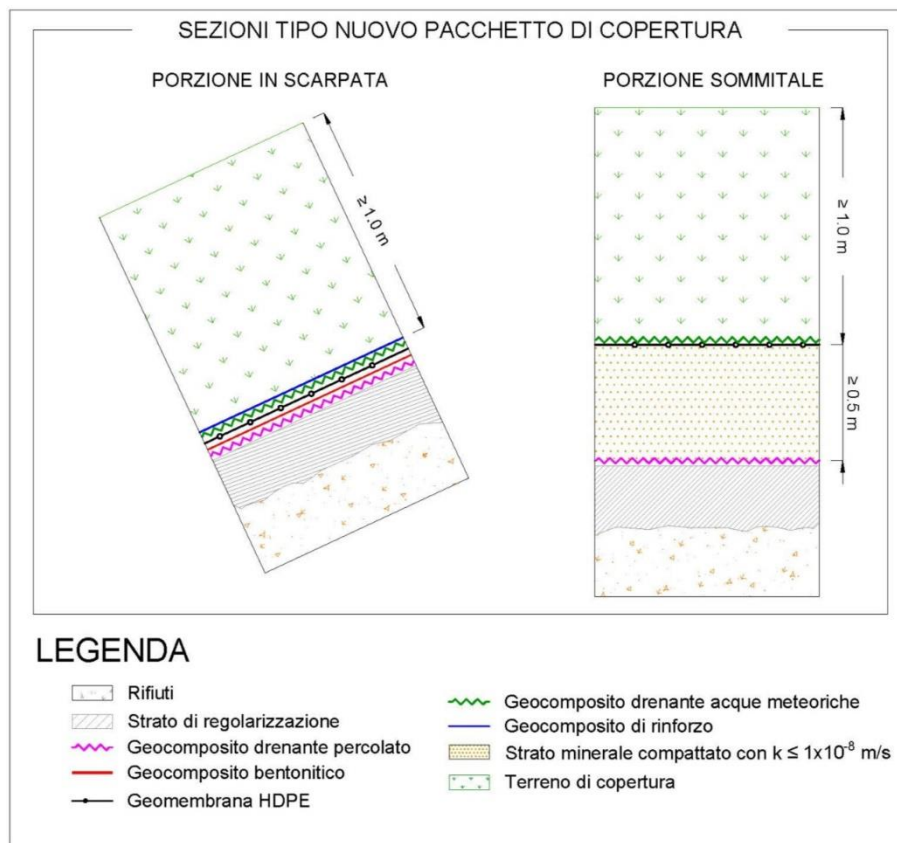 SEZIONI TIPO NUOVO PACCHETTO DI COPERTURA
PORZIONE IN SCARPATA
PORZIONE SOMMITALE
≥ 1.0 m
≥ 1.0 m
≥ 0.5 m
LEGENDA
Rifiuti
Strato di regolarizzazione
Geocomposito drenante percolato
Geocomposito bentonitico
Geomembrana HDPE
Geocomposito drenante acque meteoriche
Geocomposito di rinforzo
Strato minerale compattato con k ≤ 1x10⁻⁸ m/s
Terreno di copertura